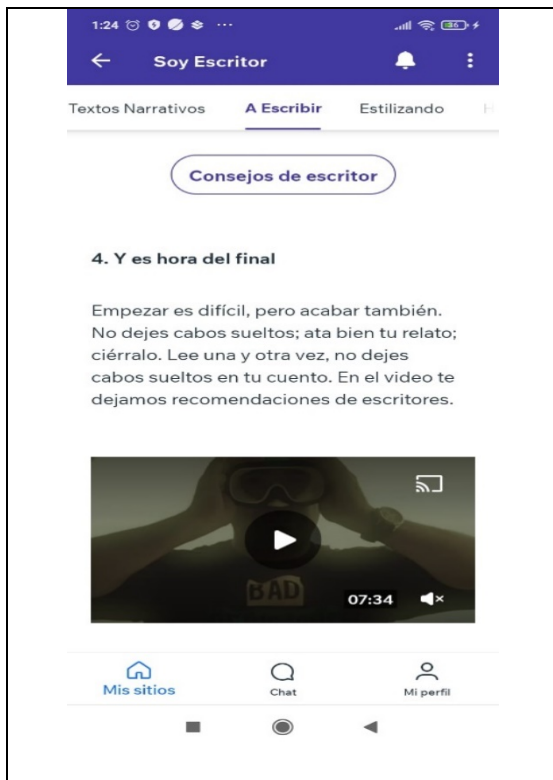 1:24
86
Soy Escritor
Textos Narrativos A Escribir Estilizando H
Consejos de escritor
4. Y es hora del final
Empezar es difícil, pero acabar también.
No dejes cabos sueltos; ata bien tu relato;
ciérralo. Lee una y otra vez, no dejes
cabos sueltos en tu cuento. En el video te
dejamos recomendaciones de escritores.
BAD
07:34
Mis sitios Chat Mi perfil